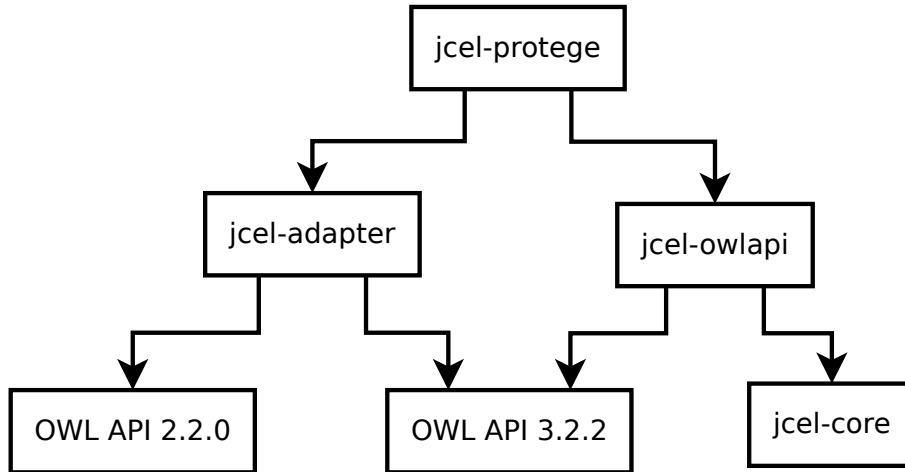 jcel-protege
jcel-adapter
jcel-owlapi
OWL API 2.2.0
OWL API 3.2.2
jcel-core